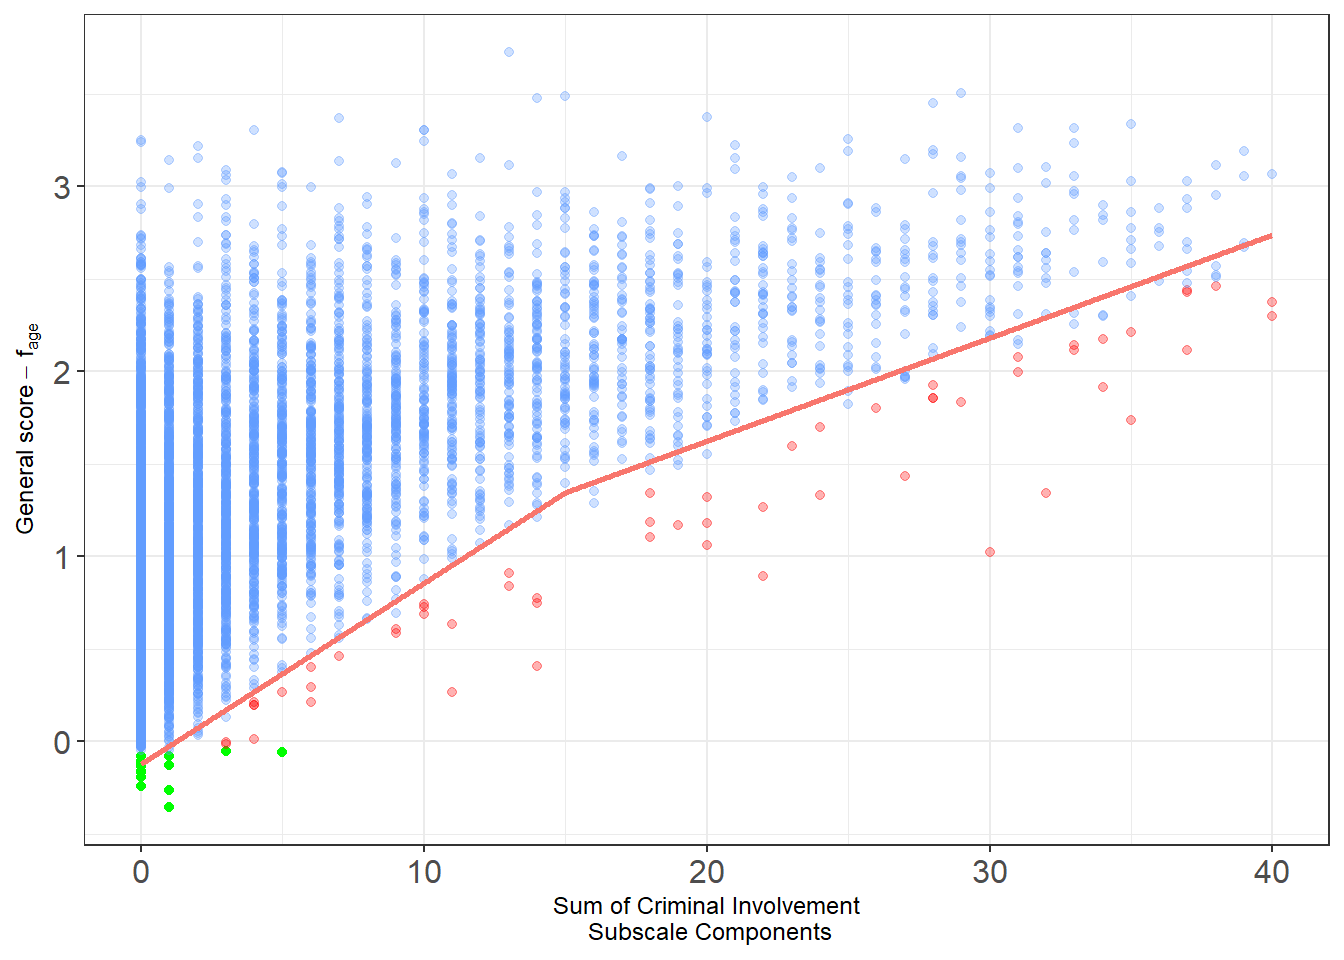 3
2
1
0
General score − fage
0 10 20 30 40
Sum of Criminal Involvement
Subscale Components